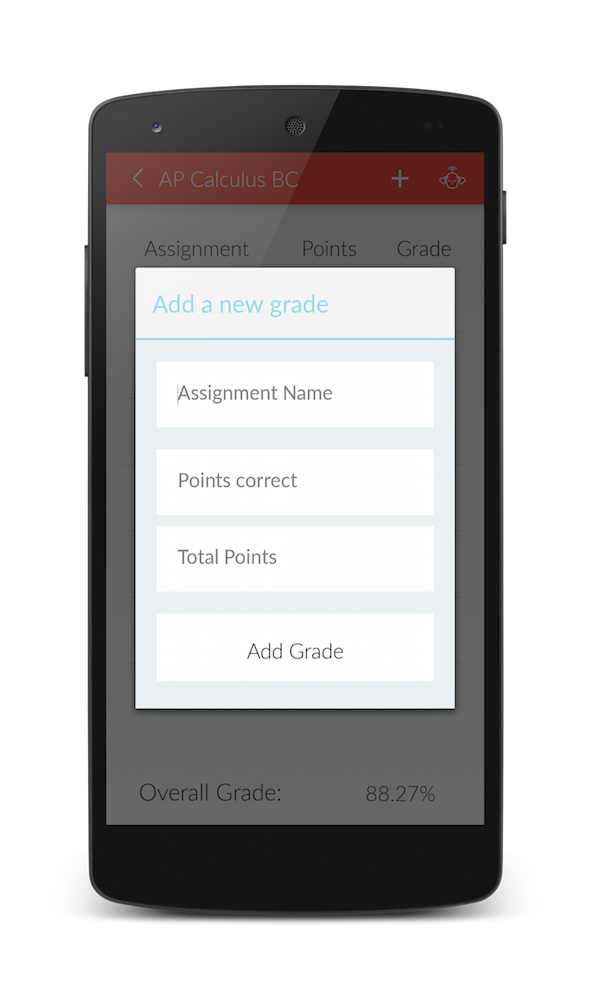 AP Calculus BC
Assignment Points Grade
Add a new grade
Assignment Name
Points correct
Total Points
Add Grade
Overall Grade: 88.27%